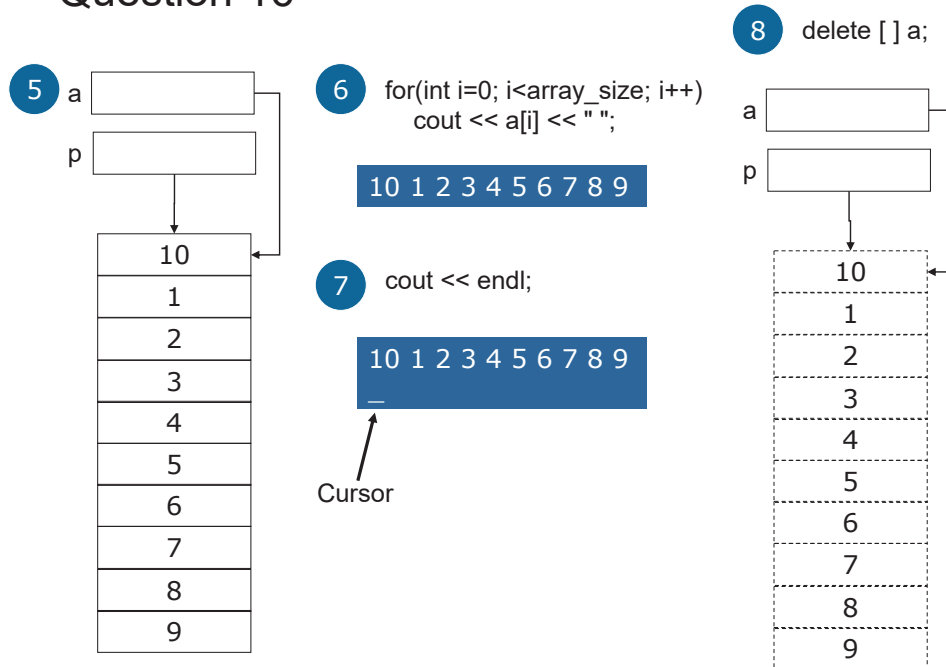 Question 10
5
a
p
10
1
2
3
4
5
6
7
8
9
6
for(int i=0; i<array_size; i++)
cout << a[i] << " ";
10 1 2 3 4 5 6 7 8 9
7
cout << endl;
10 1 2 3 4 5 6 7 8 9
_
Cursor
8
delete [ ] a;
a
p
10
1
2
3
4
5
6
7
8
9